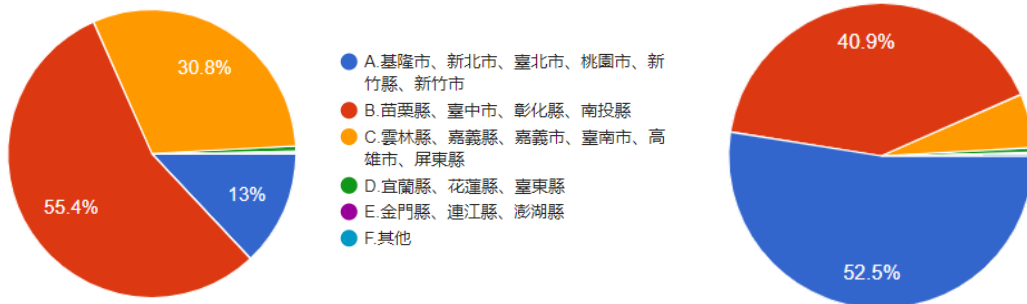 30.8%
55.4%
13%
A.基隆市、新北市、臺北市、桃園市、新
竹縣、新竹市
B.苗栗縣、臺中市、彰化縣、南投縣
C.雲林縣、嘉義縣、嘉義市、臺南市、高
雄市、屏東縣
D.宜蘭縣、花蓮縣、臺東縣
E.金門縣、連江縣、澎湖縣
F.其他
40.9%
52.5%